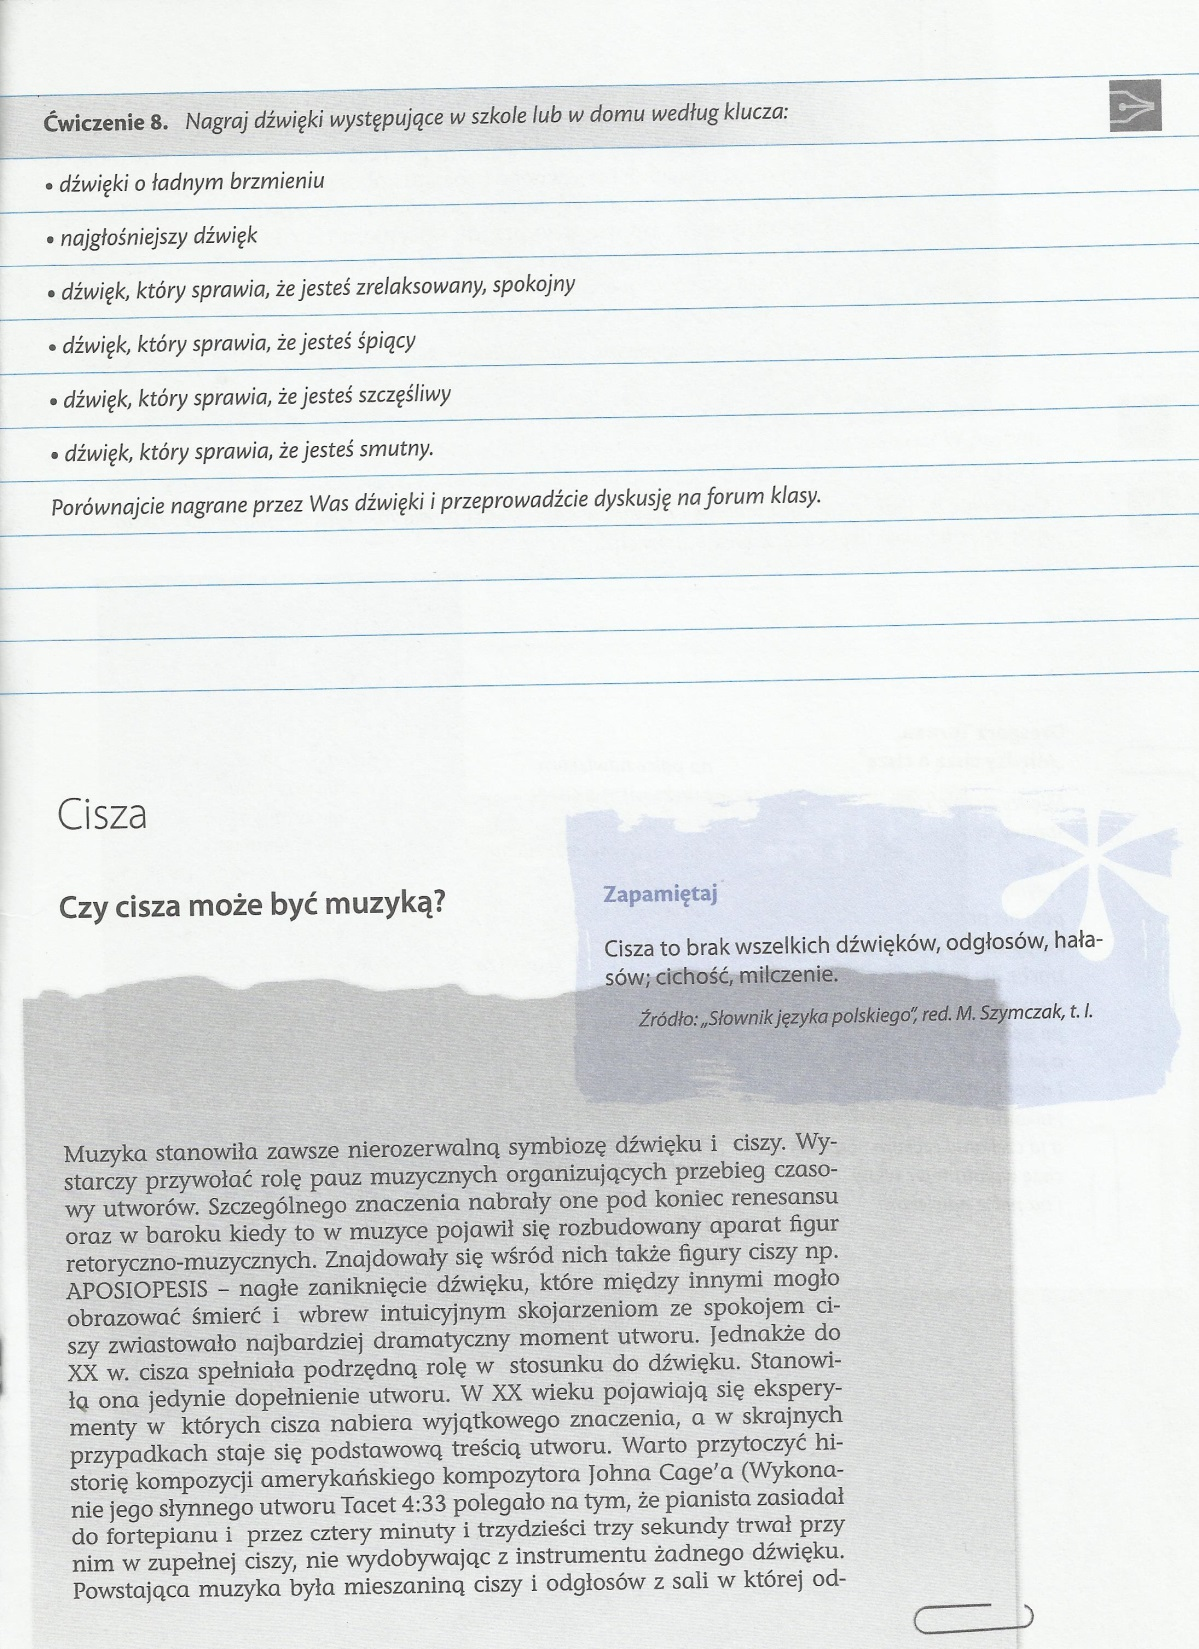 Ćwiczenie 8. Nagraj dźwięki występujące w szkole lub w domu według klucza:
• dźwięki o ładnym brzmieniu
• najgłośniejszy dźwięk
• dźwięk, który sprawia, że jesteś zrelaksowany, spokojny
• dźwięk, który sprawia, że jesteś śpiący
• dźwięk, który sprawia, że jesteś szczęśliwy
• dźwięk, który sprawia, że jesteś smutny.
Porównajcie nagrane przez Was dźwięki i przeprowadźcie dyskusję na forum klasy.
Cisza
Czy cisza może być muzyką?
Zapamiętaj
Cisza to brak wszelkich dźwięków, odgłosów, hała-
sów; cichość, milczenie.
Źródło: „Słownik języka polskiego”, red. M. Szymczak, t. I.
Muzyka stanowiła zawsze nierozerwalną symbiozę dźwięku i ciszy. Wy-
starczy przywołać rolę pauz muzycznych organizujących przebieg czaso-
wy utworów. Szczególnego znaczenia nabrały one pod koniec renesansu
oraz w baroku kiedy to w muzyce pojawił się rozbudowany aparat figur
retoryczno-muzycznych. Znajdowały się wśród nich także figury ciszy np.
APOSIOPESIS – nagłe zaniknięcie dźwięku, które między innymi mogło
obrazować śmierć i wbrew intuicyjnym skojarzeniom ze spokojem ci-
szy zwiastowało najbardziej dramatyczny moment utworu. Jednakże do
XX w. cisza spełniała podrzędną rolę w stosunku do dźwięku. Stanowi-
ła ona jedynie dopełnienie utworu. W XX wieku pojawiają się ekspery-
menty w których cisza nabiera wyjątkowego znaczenia, a w skrajnych
przypadkach staje się podstawową treścią utworu. Warto przytoczyć hi-
storię kompozycji amerykańskiego kompozytora Johna Cage’a (Wykona-
nie jego słynnego utworu Tacet 4:33 polegało na tym, że pianista zasiadał
do fortepianu i przez cztery minuty i trzydzieści trzy sekundy trwał przy
nim w zupełnej ciszy, nie wydobywając z instrumentu żadnego dźwięku.
Powstająca muzyka była mieszaniną ciszy i odgłosów z sali w której od-